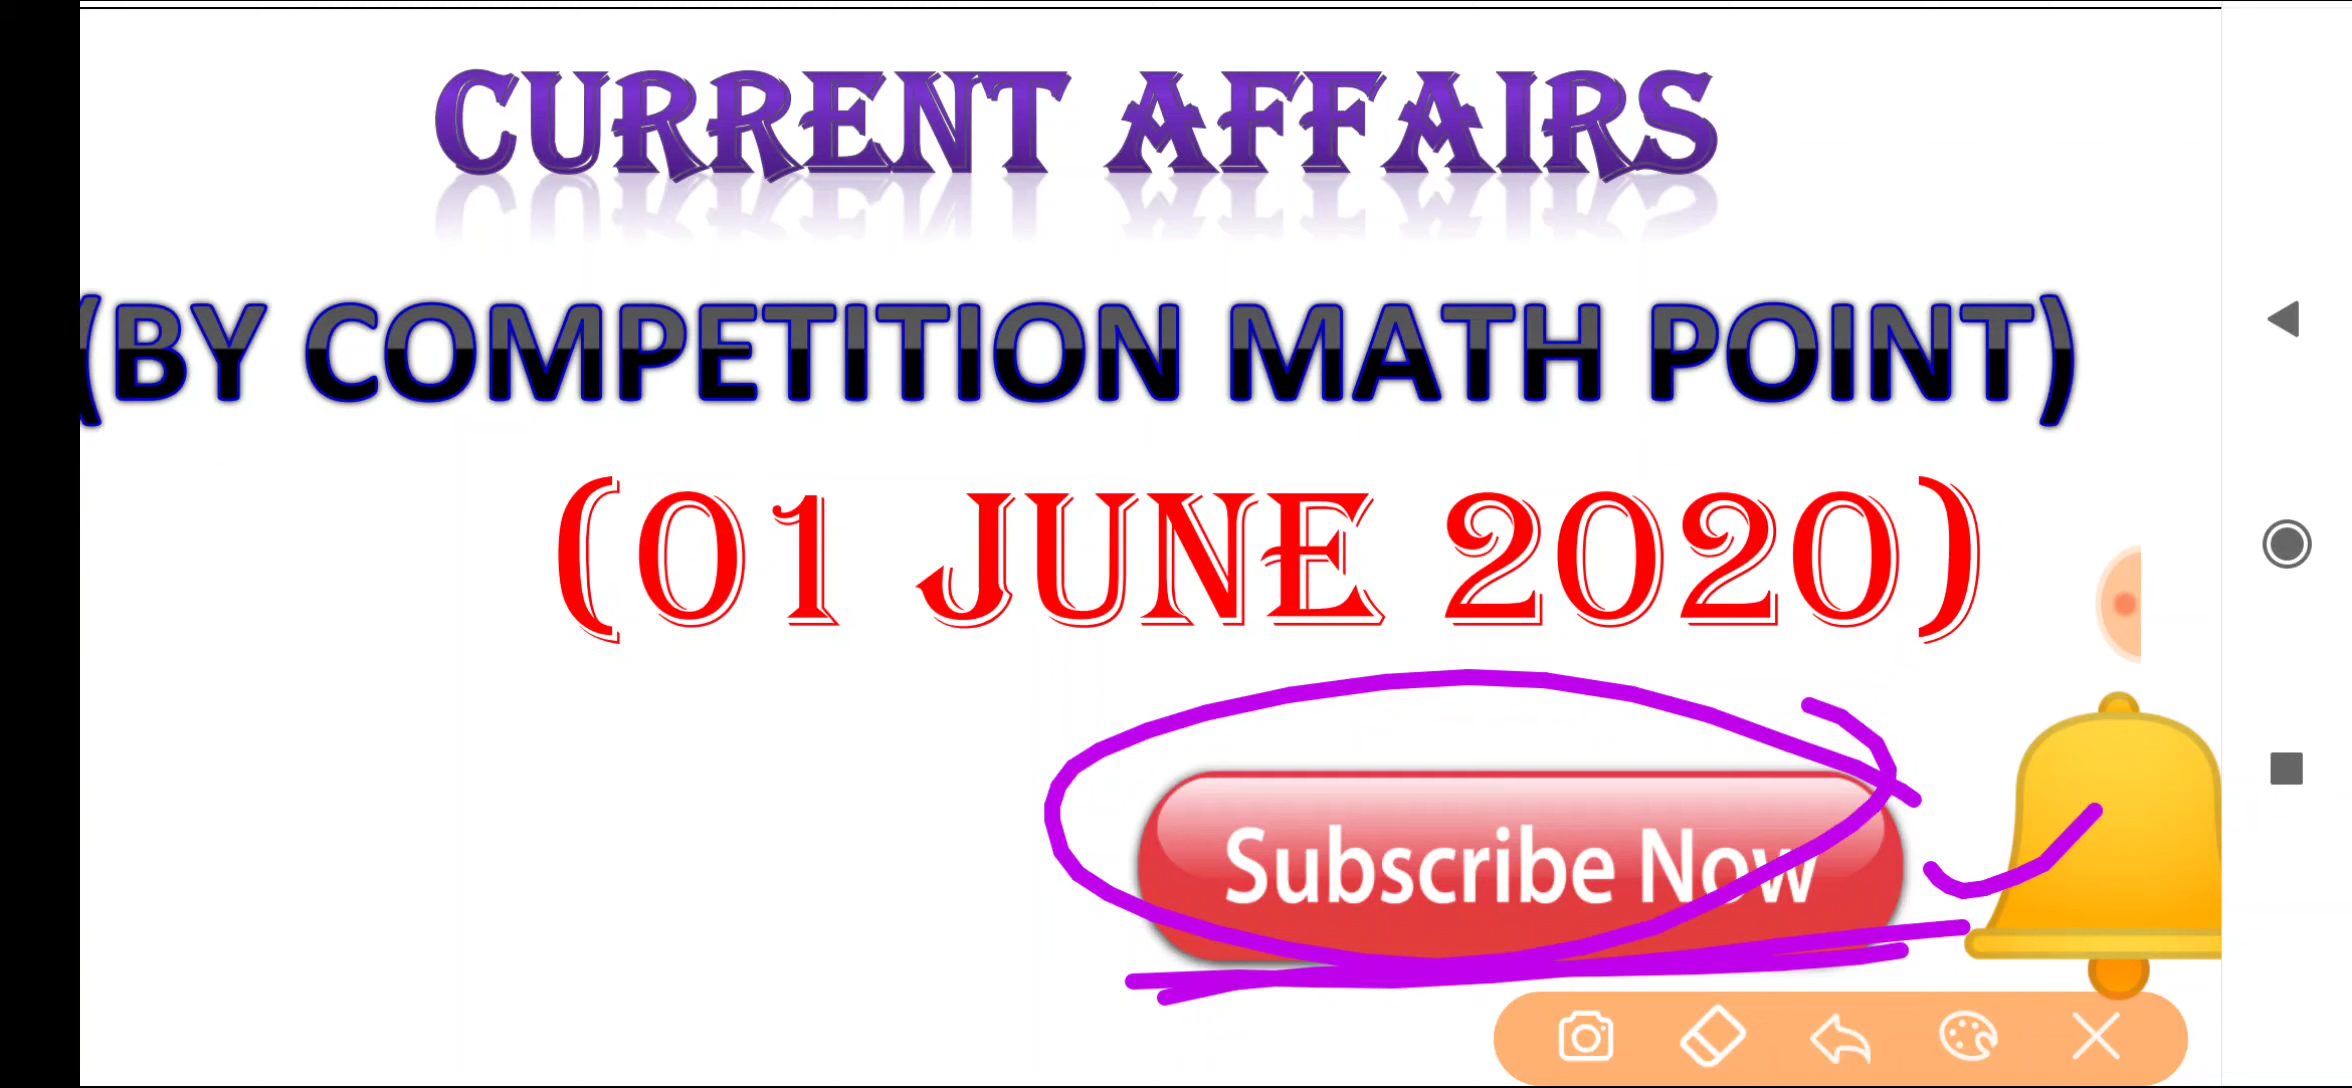 CURRENT AFFAIRS
(BY COMPETITION MATH POINT)
(01 JUNE 2020)
Subscribe Now